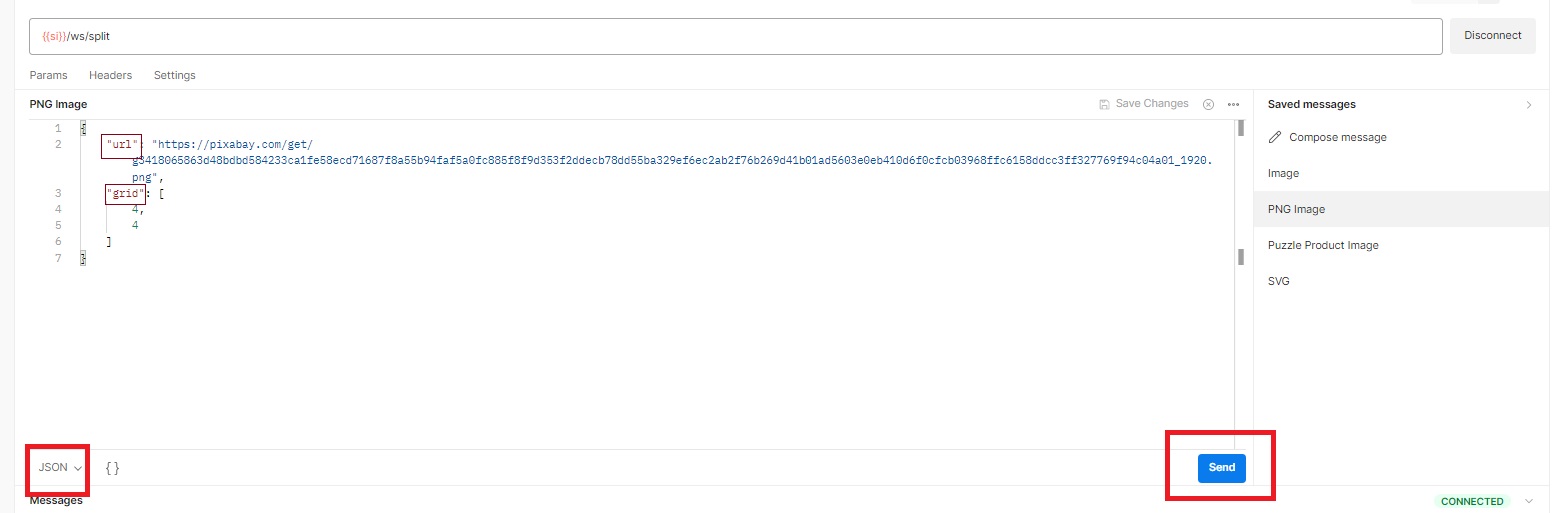 {{si}}/ws/split
Disconnect
Params Headers Settings
PNG Image
Save Changes
Saved messages
1 {
2 "url": "https://pixabay.com/get/
g3418065863d48bdbd584233ca1fe58ecd71687f8a55b94faf5a0fc885f8f9d353f2ddecb78dd55ba329ef6ec2ab2f76b269d41b01ad5603e0eb410d6f0cfcb03968ffc6158ddcc3ff327769f94c04a01_1920.
png",
3 "grid": [
4 4,
5 4
6 ]
7 }
Compose message
Image
PNG Image
Puzzle Product Image
SVG
JSON {}
Send
Messages
CONNECTED